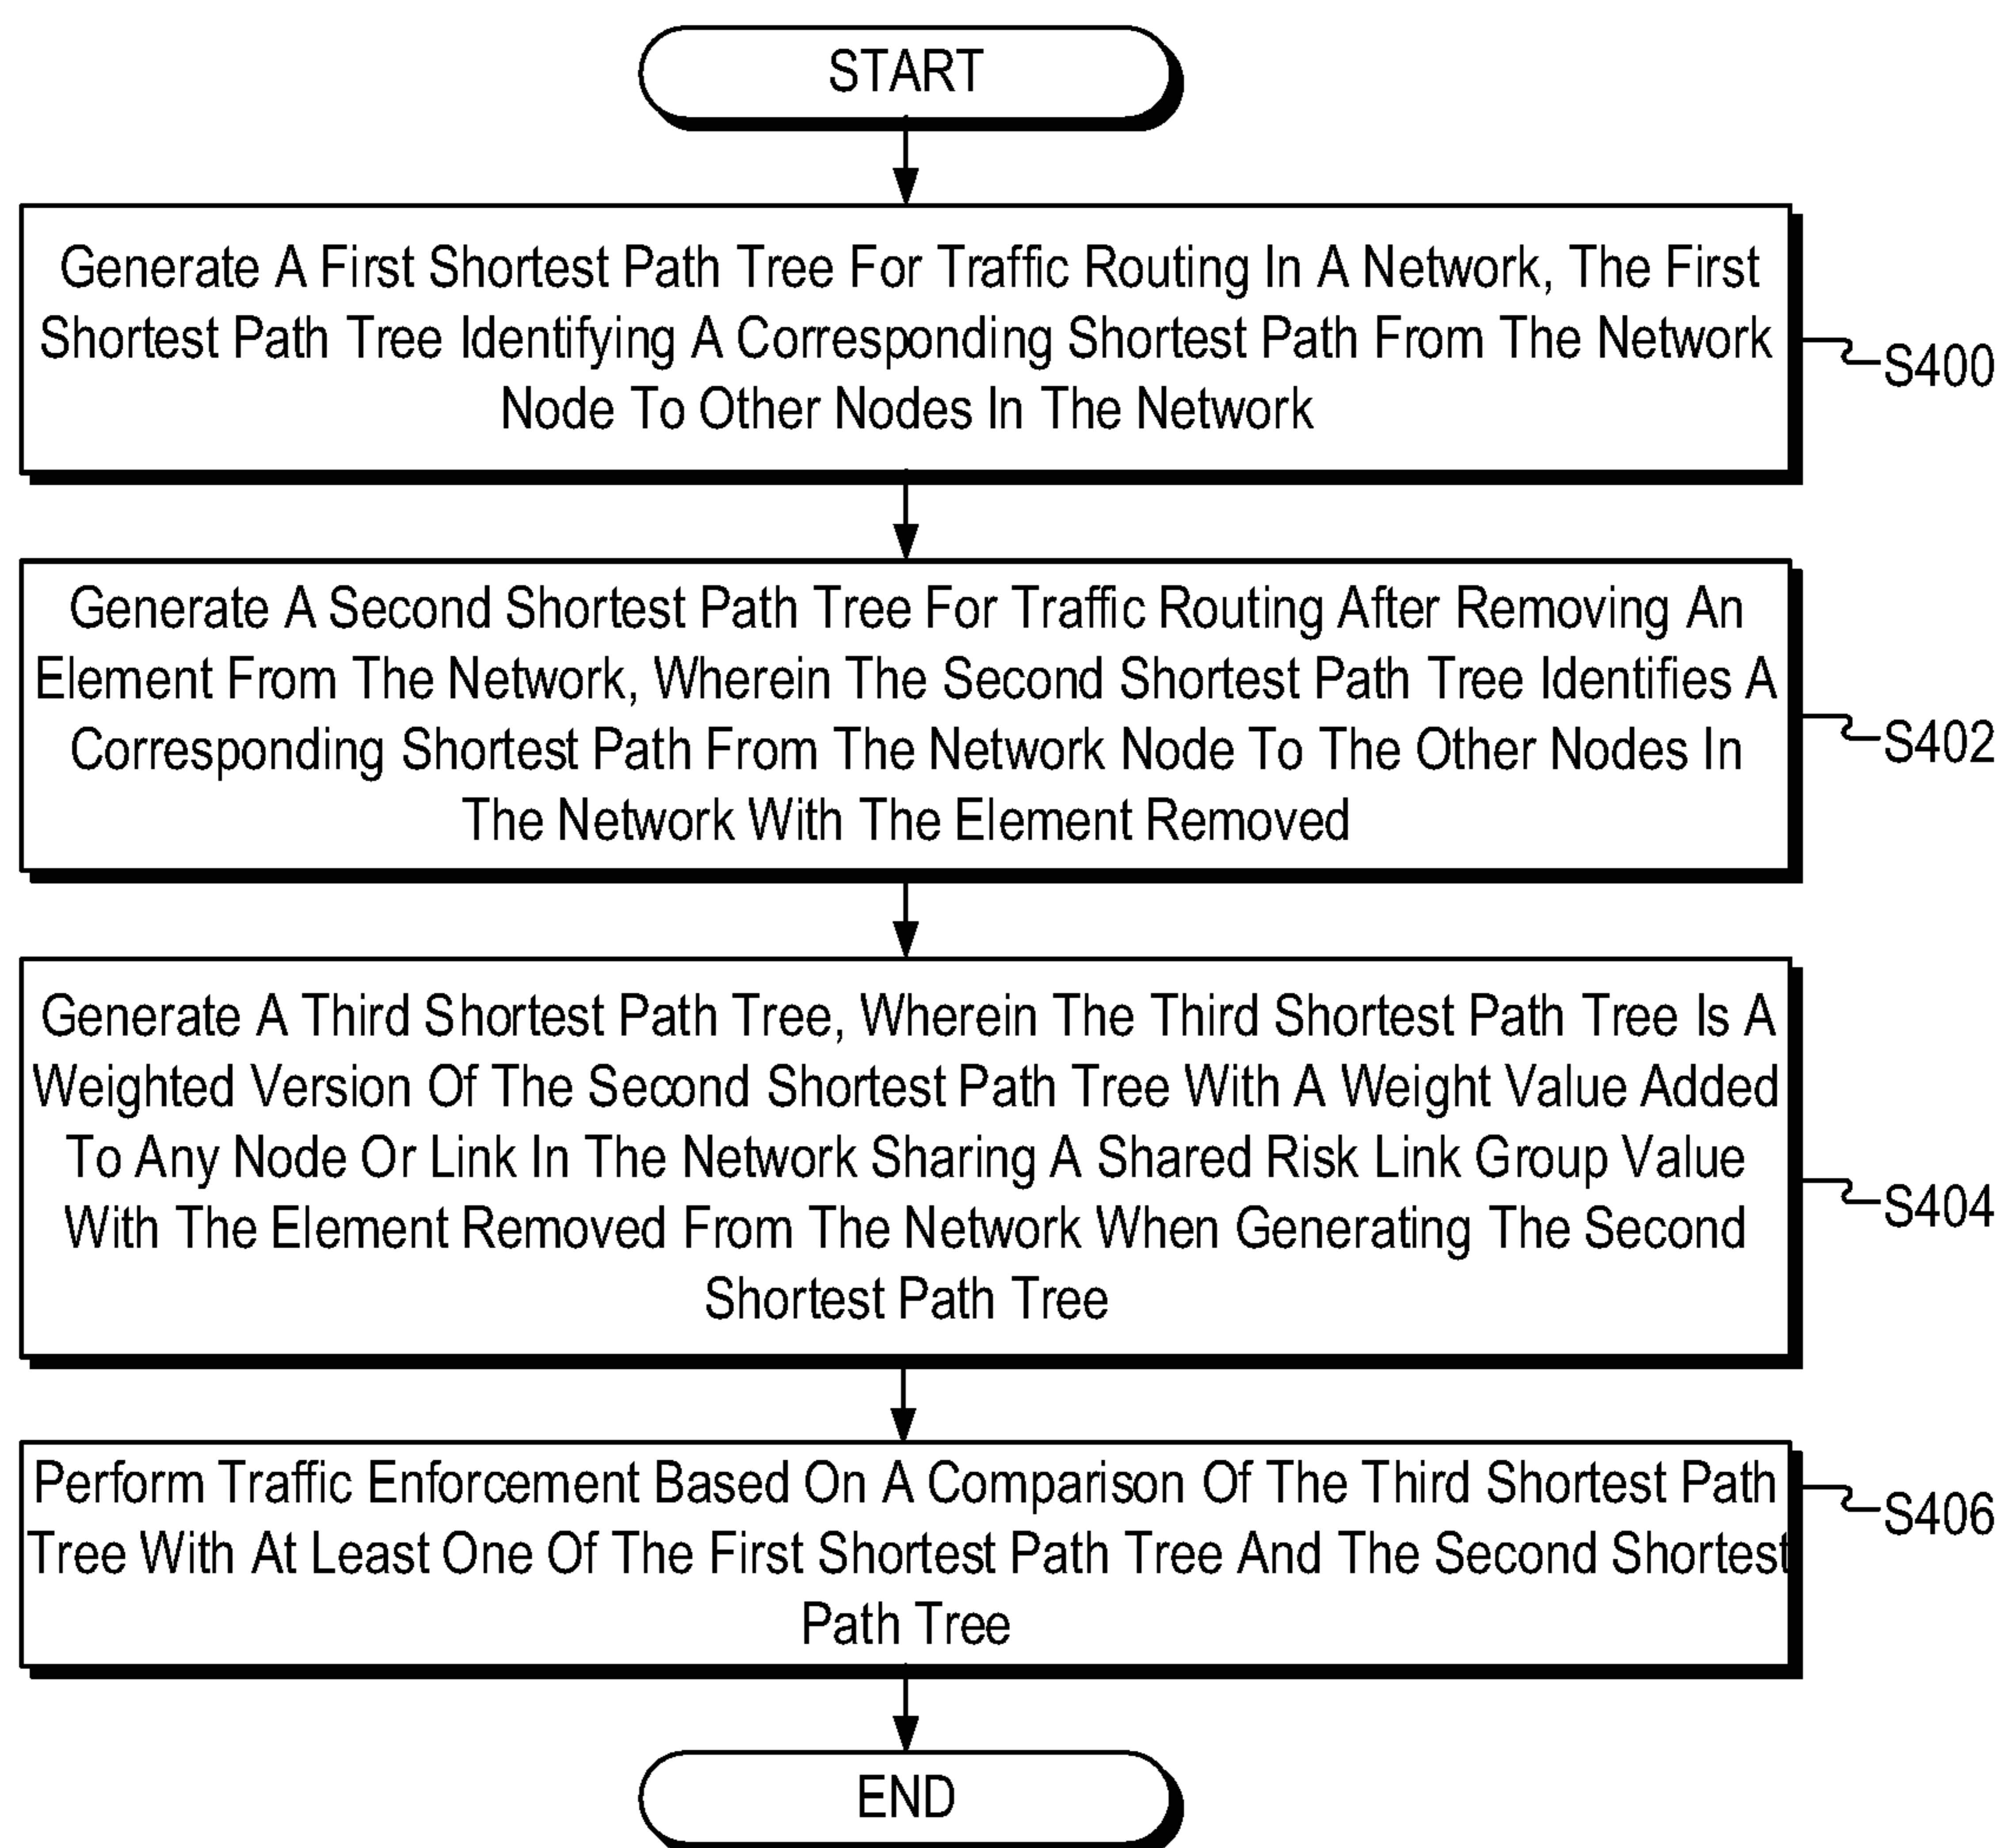 START
Generate A First Shortest Path Tree For Traffic Routing In A Network, The First
Shortest Path Tree Identifying A Corresponding Shortest Path From The Network
Node To Other Nodes In The Network
S400
Generate A Second Shortest Path Tree For Traffic Routing After Removing An
Element From The Network, Wherein The Second Shortest Path Tree Identifies A
Corresponding Shortest Path From The Network Node To The Other Nodes In
The Network With The Element Removed
S402
Generate A Third Shortest Path Tree, Wherein The Third Shortest Path Tree Is A
Weighted Version Of The Second Shortest Path Tree With A Weight Value Added
To Any Node Or Link In The Network Sharing A Shared Risk Link Group Value
With The Element Removed From The Network When Generating The Second
Shortest Path Tree
S404
Perform Traffic Enforcement Based On A Comparison Of The Third Shortest Path
Tree With At Least One Of The First Shortest Path Tree And The Second Shortest
Path Tree
S406
END